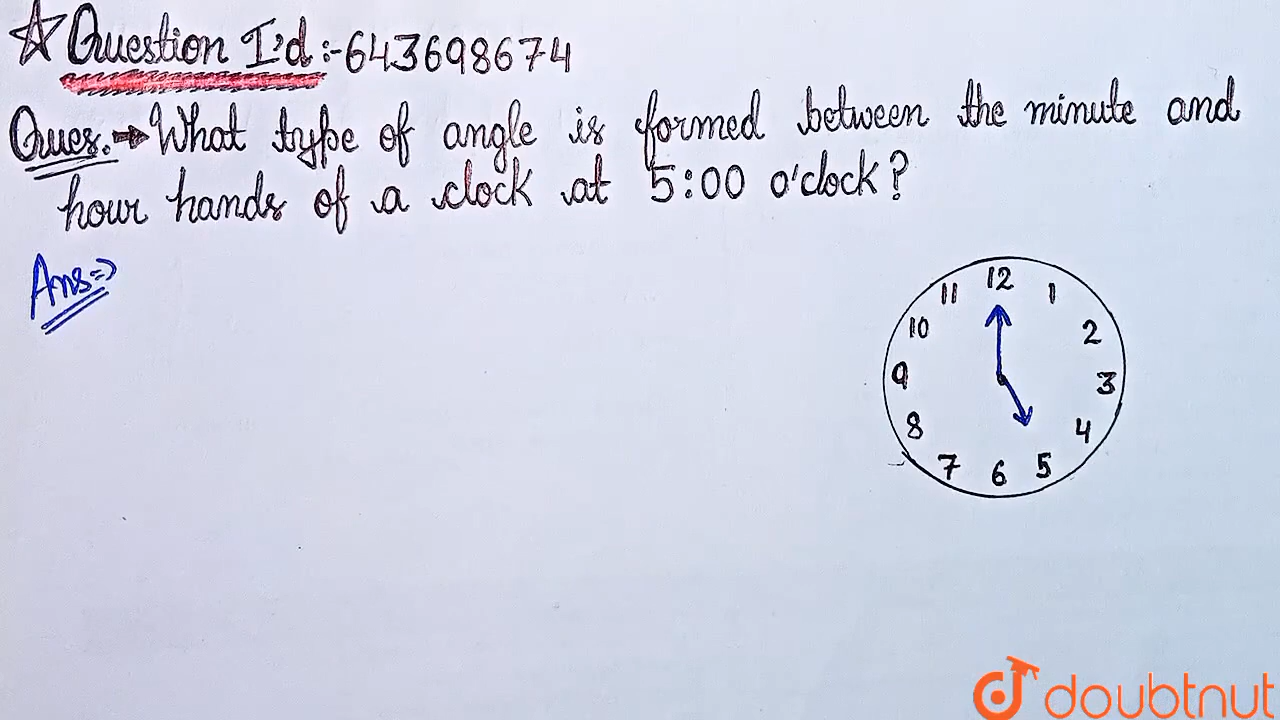 ☆ Question I'd :- 643698674
Ques. → What type of angle is formed between the minute and
hour hands of a clock at 5:00 o'clock?
Ans ⇒
12
11 1
10 2
9 3
8 4
7 6 5
doubtnut